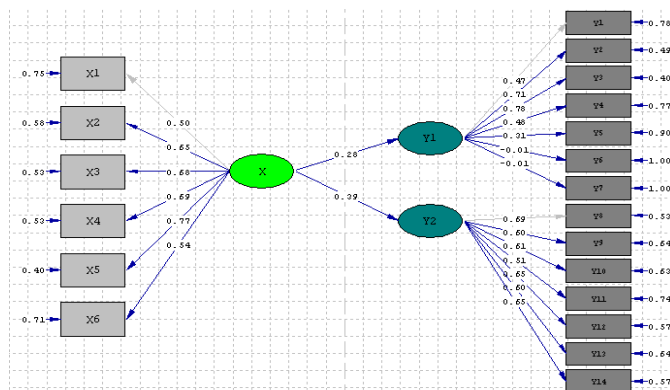 0.75 X1
0.58 X2
0.53 X3
0.53 X4
0.40 X5
0.71 X6
0.50
0.65
0.68
0.69
0.77
0.54
X
0.28
0.39
Y1
Y2
0.47
0.71
0.78
0.48
0.31
-0.01
-0.01
0.69
0.60
0.61
0.51
0.65
0.60
0.65
Y1 0.78
Y2 0.49
Y3 0.40
Y4 0.77
Y5 0.90
Y6 1.00
Y7 1.00
Y8 0.53
Y9 0.64
Y10 0.63
Y11 0.74
Y12 0.57
Y13 0.64
Y14 0.57